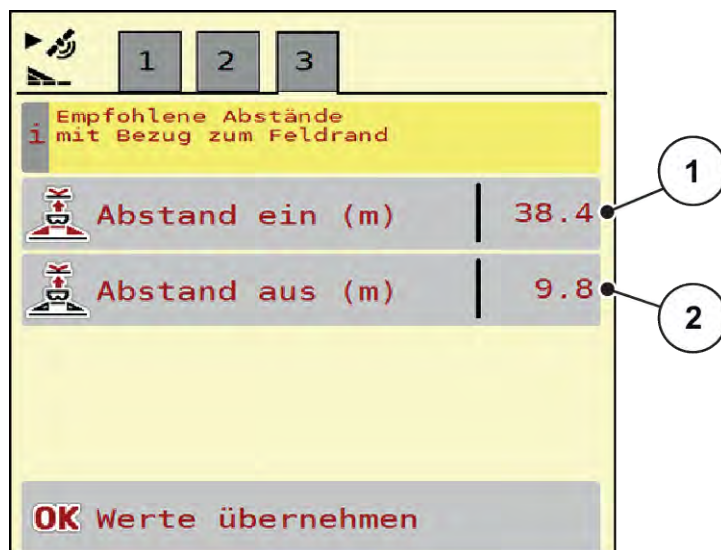 1 2 3
i Empfohlene Abstände
mit Bezug zum Feldrand
Abstand ein (m) 38.4
1
Abstand aus (m) 9.8
2
OK Werte übernehmen